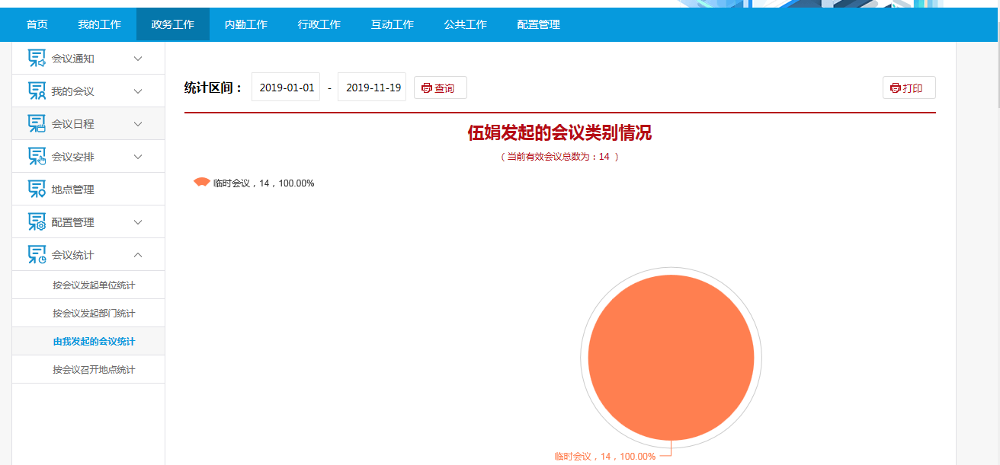 首页 我的工作 政务工作 内勤工作 行政工作 互动工作 公共工作 配置管理
会议通知
我的会议
会议日程
会议安排
地点管理
配置管理
会议统计
按会议发起单位统计
按会议发起部门统计
由我发起的会议统计
按会议召开地点统计
统计区间： 2019-01-01 - 2019-11-19 查询 打印
伍娟发起的会议类别情况
（ 当前有效会议总数为：14 ）
临时会议，14，100.00%
临时会议，14，100.00%